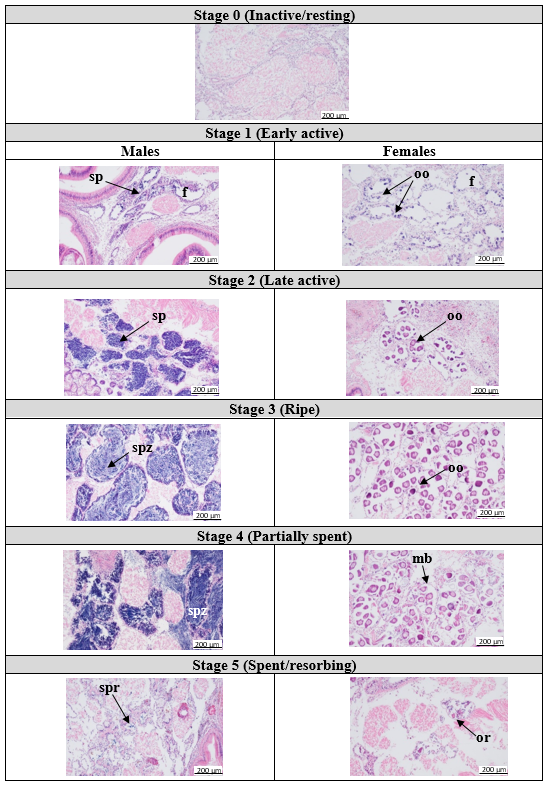 Stage 0 (Inactive/resting)
200 µm
Stage 1 (Early active)
Males Females
sp f 200 µm
oo f 200 µm
Stage 2 (Late active)
sp 200 µm
oo 200 µm
Stage 3 (Ripe)
spz 200 µm
oo 200 µm
Stage 4 (Partially spent)
spz 200 µm
mb 200 µm
Stage 5 (Spent/resorbing)
spr 200 µm
or 200 µm